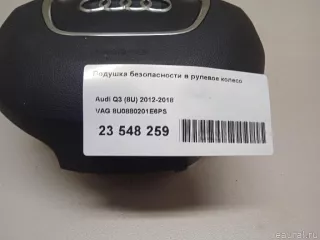 Подушка безопасности в рулевое колесо
Audi Q3 (8U) 2012-2018
VAG 8U0880201E6PS
23 548 259